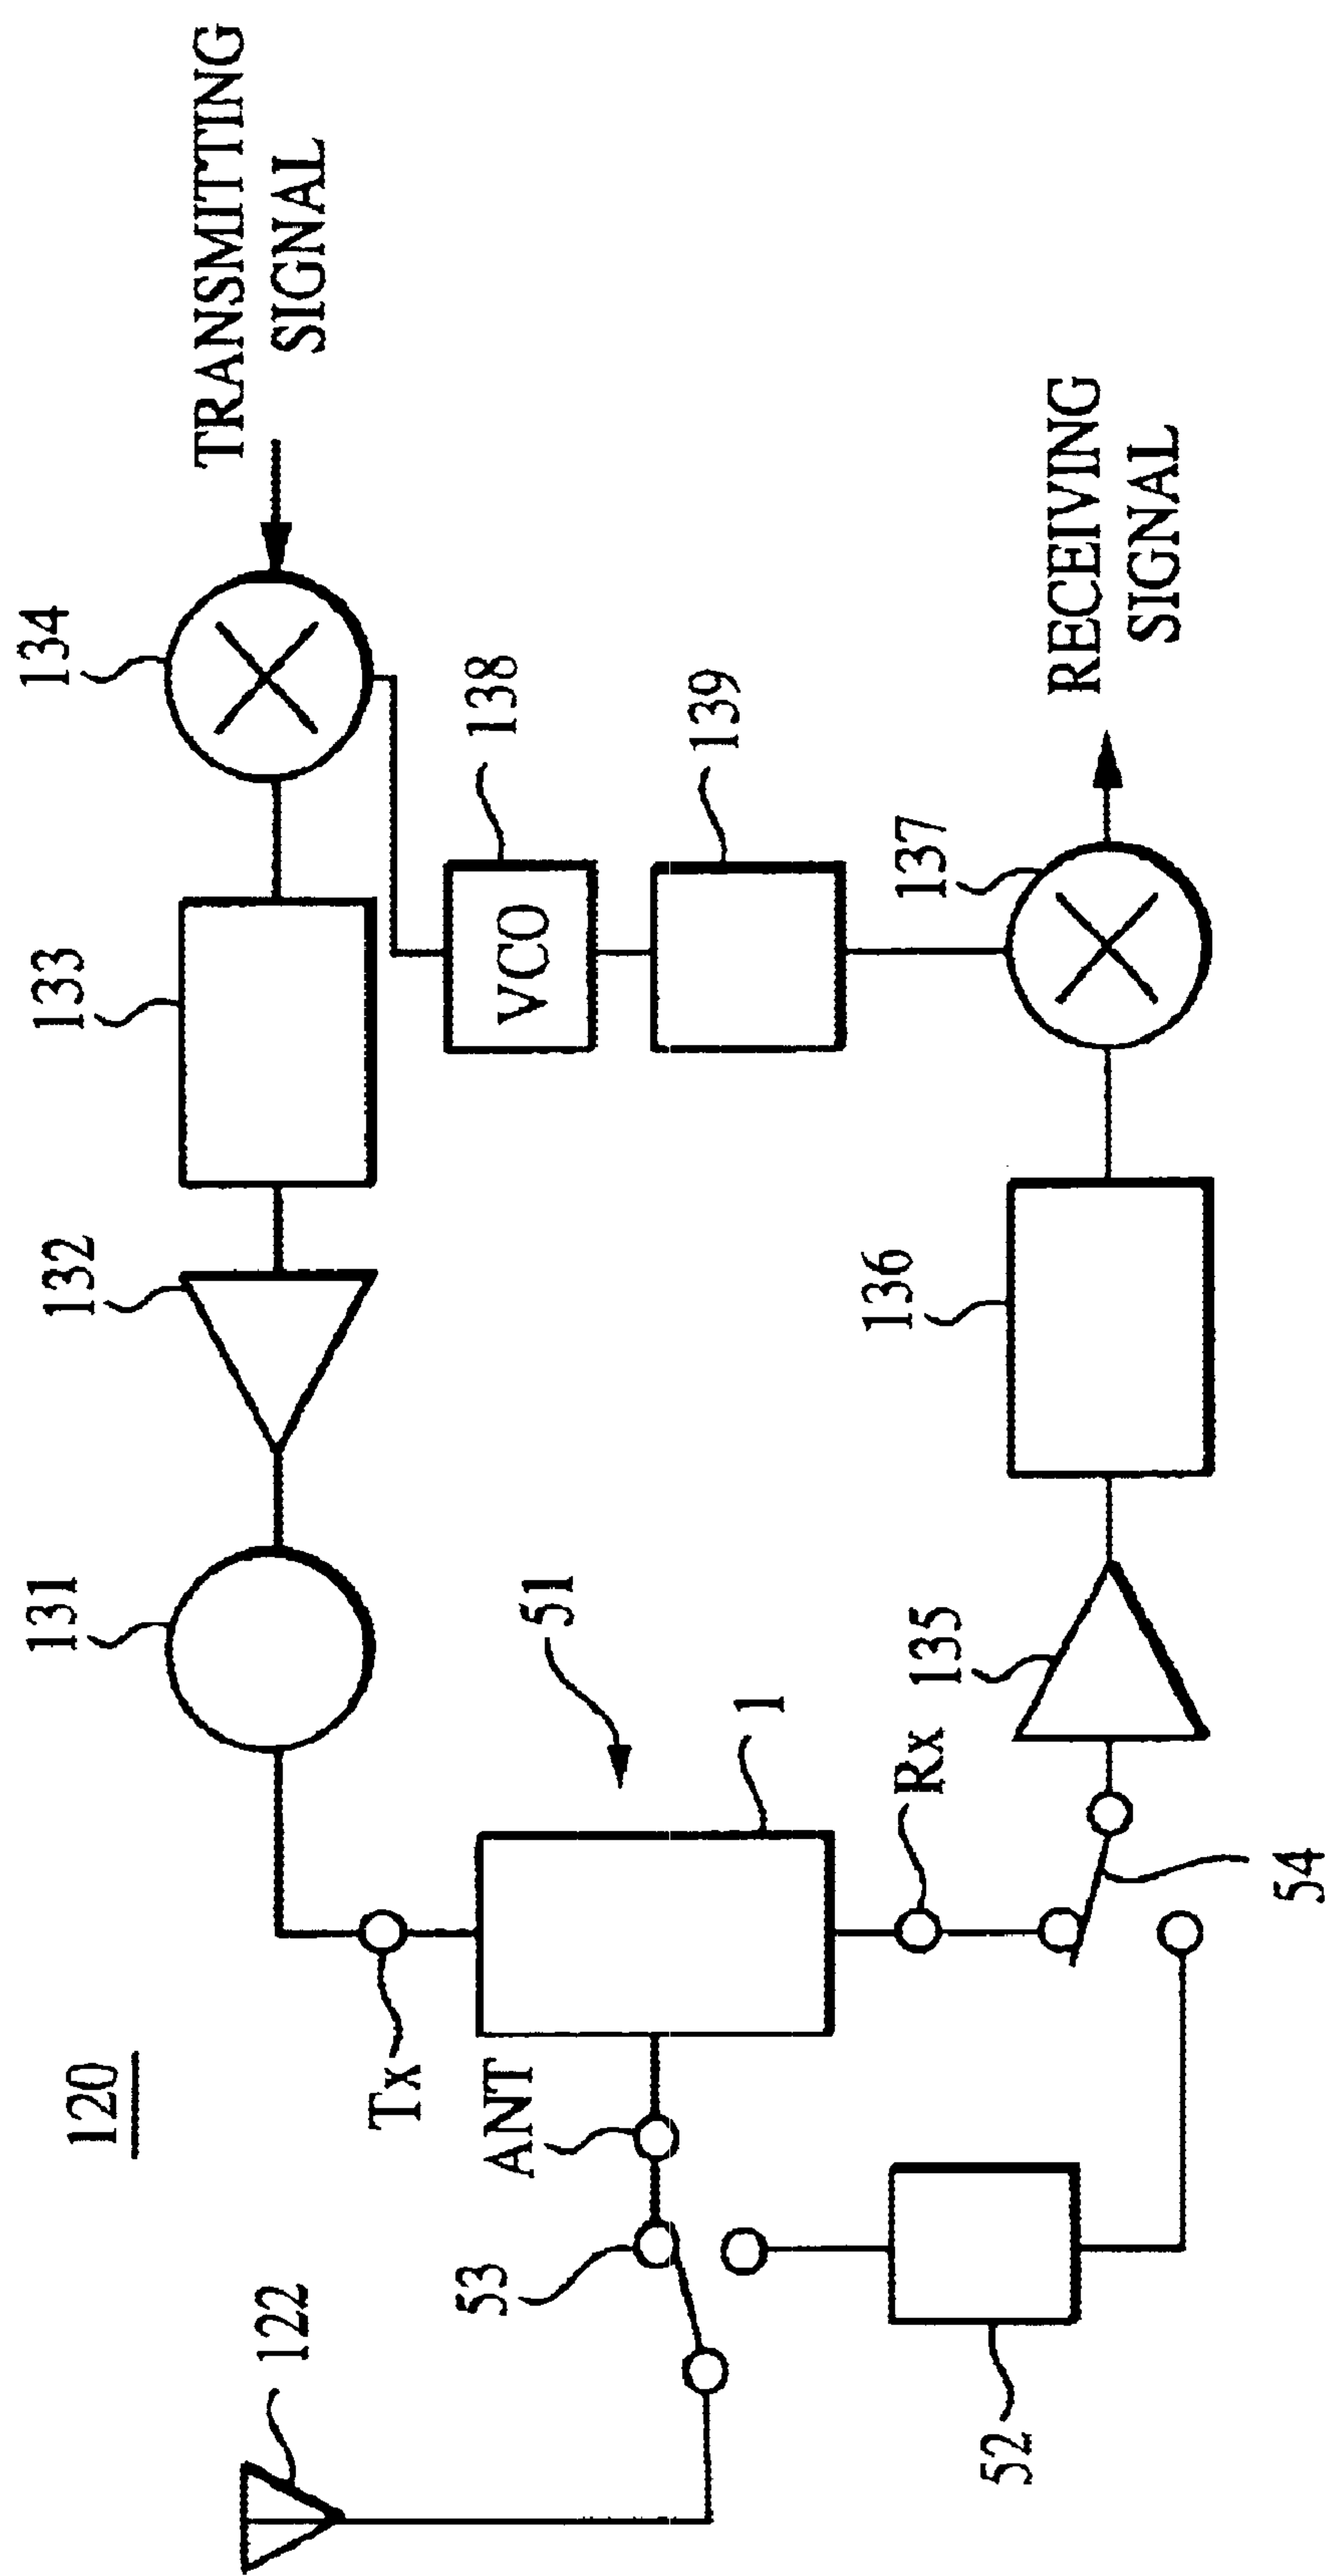 120
122
53
ANT
Tx
131
132
133
134
TRANSMITTING
SIGNAL
51
1
138
VCO
139
52
Rx
54
135
136
137
RECEIVING
SIGNAL